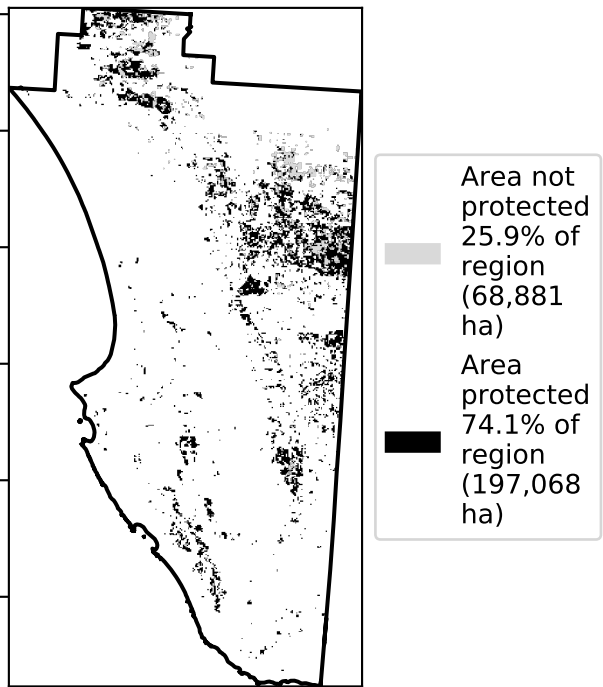 Area not
protected
25.9% of
region
(68,881
ha)
Area
protected
74.1% of
region
(197,068
ha)